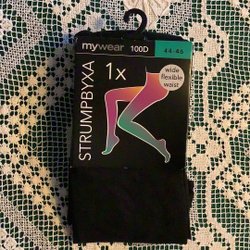 mywear 100D 44-46
STRUMPBYXA
1x
wide
flexible
waist